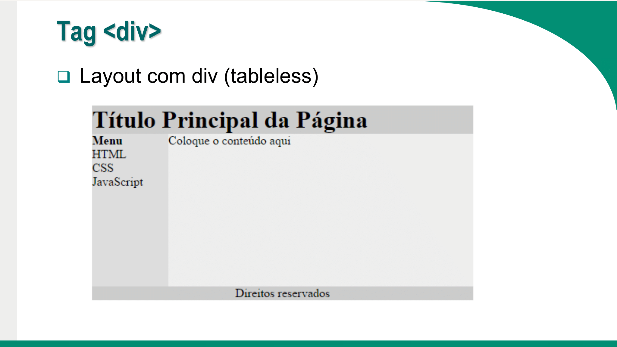 Tag <div>
Layout com div (tableless)
Título Principal da Página
Menu
Coloque o conteúdo aqui
HTML
CSS
JavaScript
Direitos reservados